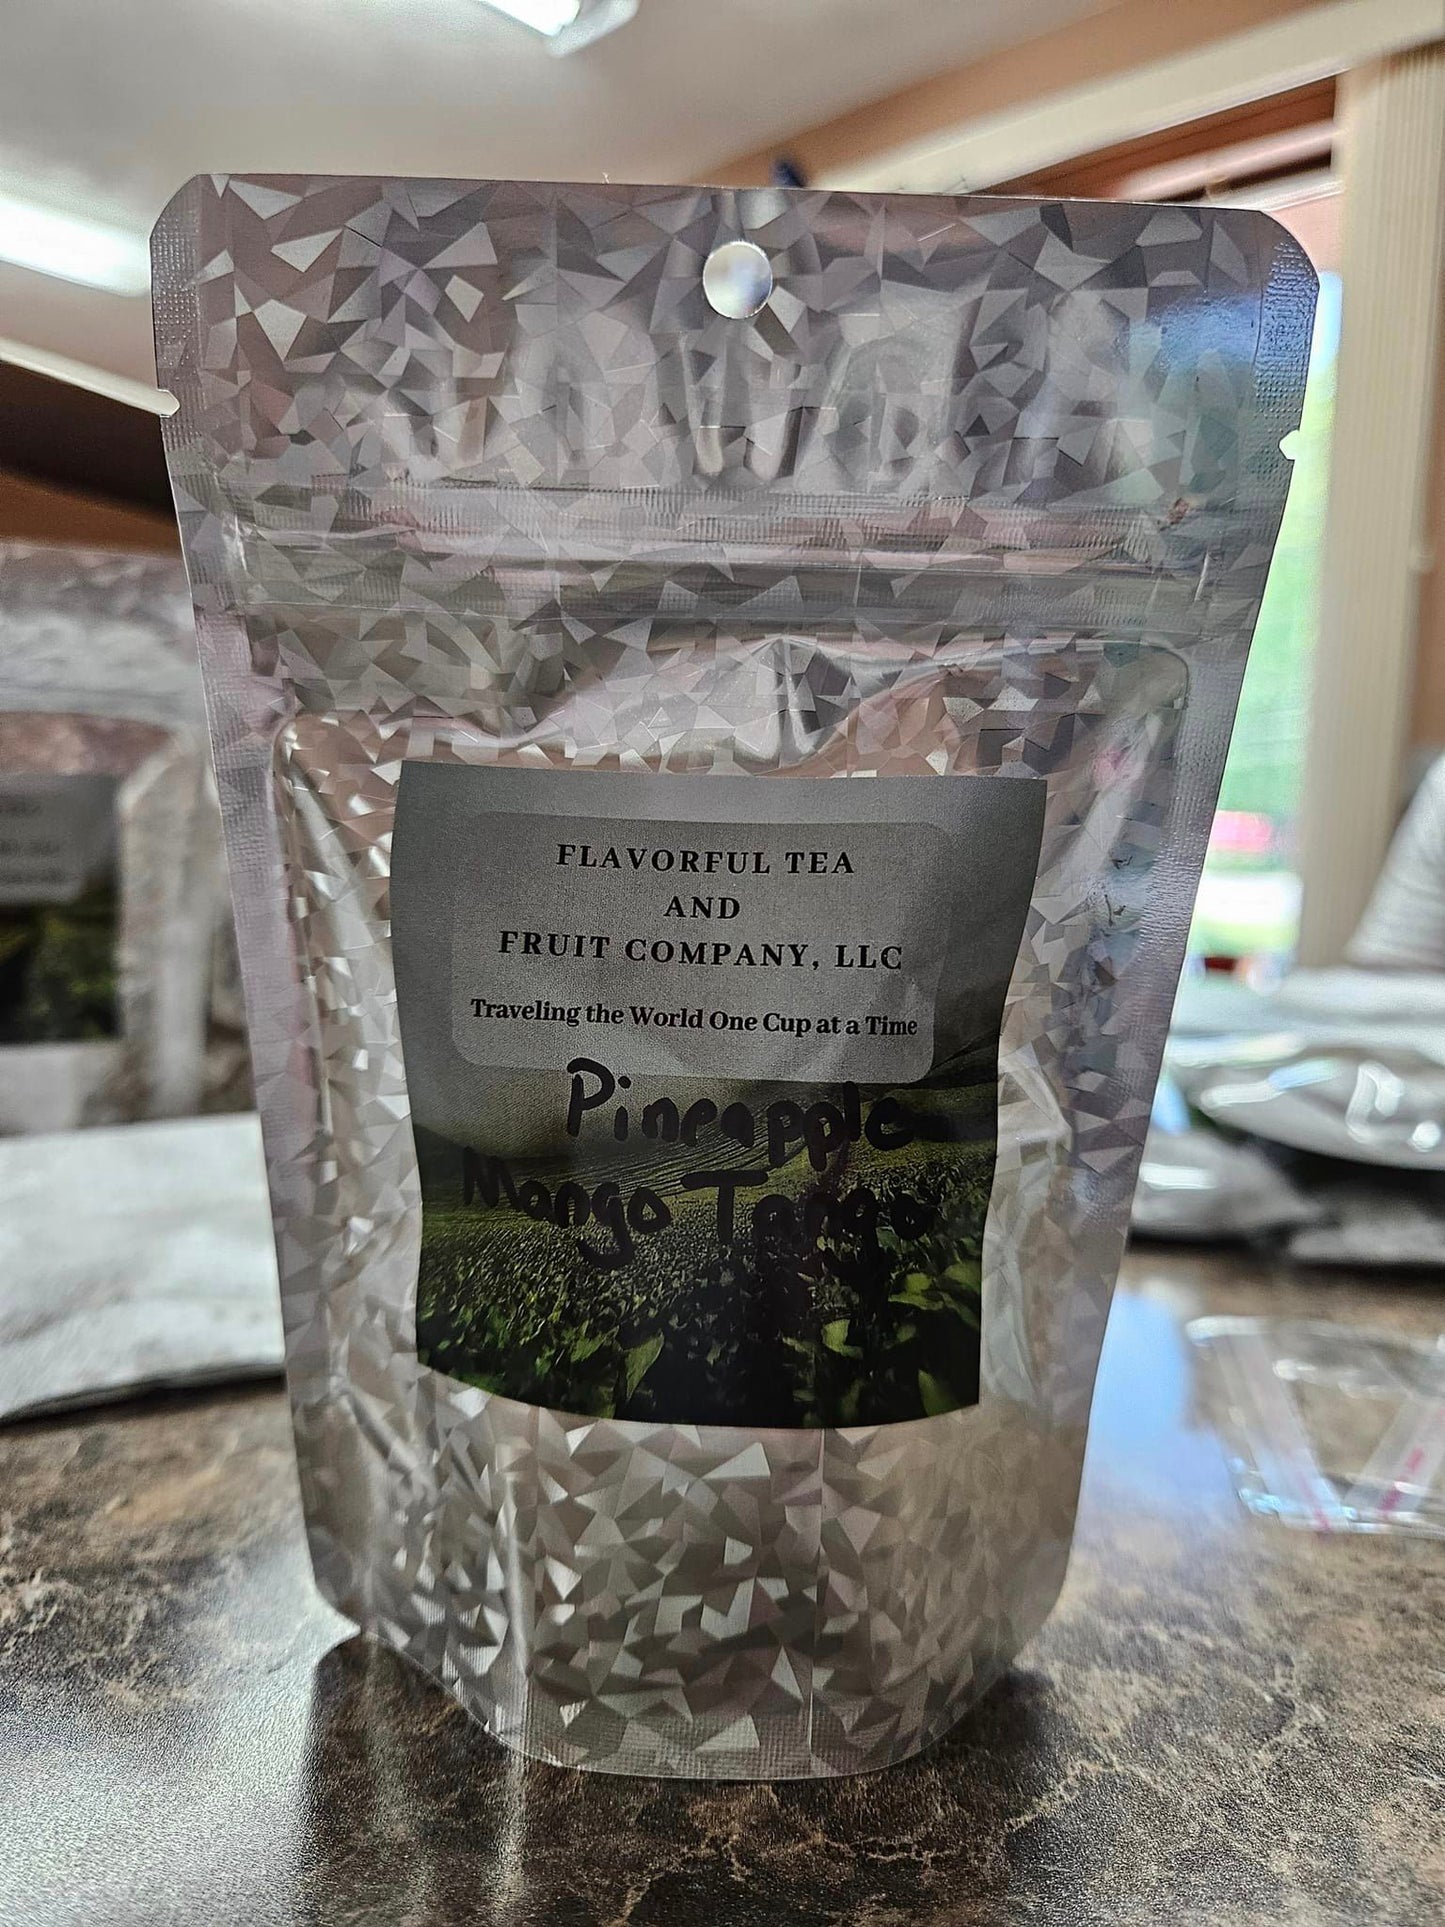 FLAVORFUL TEA
AND
FRUIT COMPANY, LLC
Traveling the World One Cup at a Time
Pineapple
Mango Tango